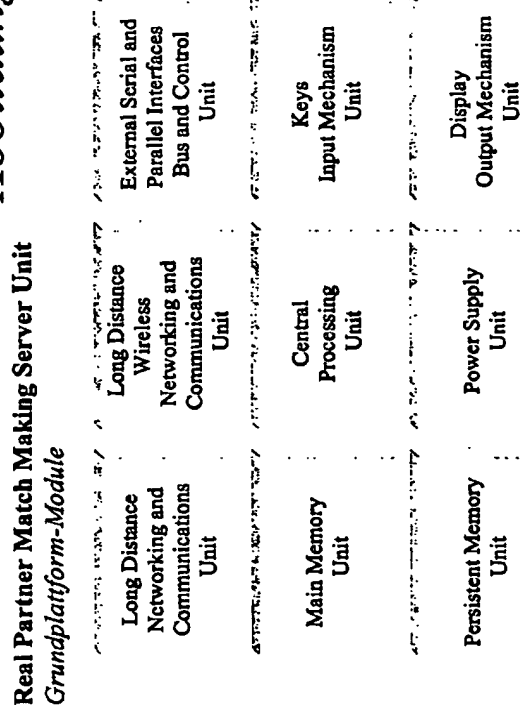 Real Partner Match Making Server Unit
Grundplattform-Module
Long Distance
Networking and
Communications
Unit
Long Distance
Wireless
Networking and
Communications
Unit
External Serial and
Parallel Interfaces
Bus and Control
Unit
Main Memory
Unit
Central
Processing
Unit
Keys
Input Mechanism
Unit
Persistent Memory
Unit
Power Supply
Unit
Display
Output Mechanism
Unit